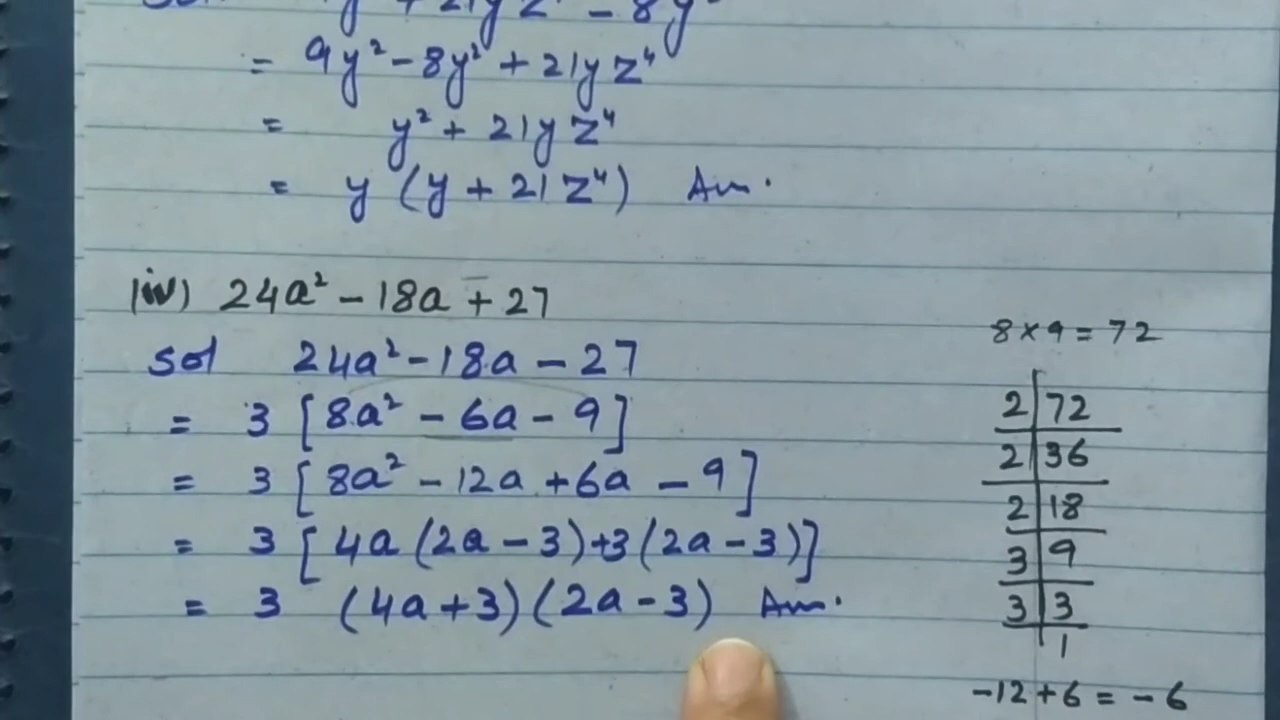 + 21yz⁴ - 8y²
= 9y² - 8y² + 21yz⁴
= y² + 21yz⁴
= y (y + 21z⁴) Ans.
(iv) 24a² - 18a + 27
Sol 24a² - 18a - 27
= 3 [8a² - 6a - 9]
= 3 [8a² - 12a + 6a - 9]
= 3 [4a (2a - 3) + 3 (2a - 3)]
= 3 (4a + 3) (2a - 3) Ans.
8 × 9 = 72
2 | 72
2 | 36
2 | 18
3 | 9
3 | 3
1
-12 + 6 = -6